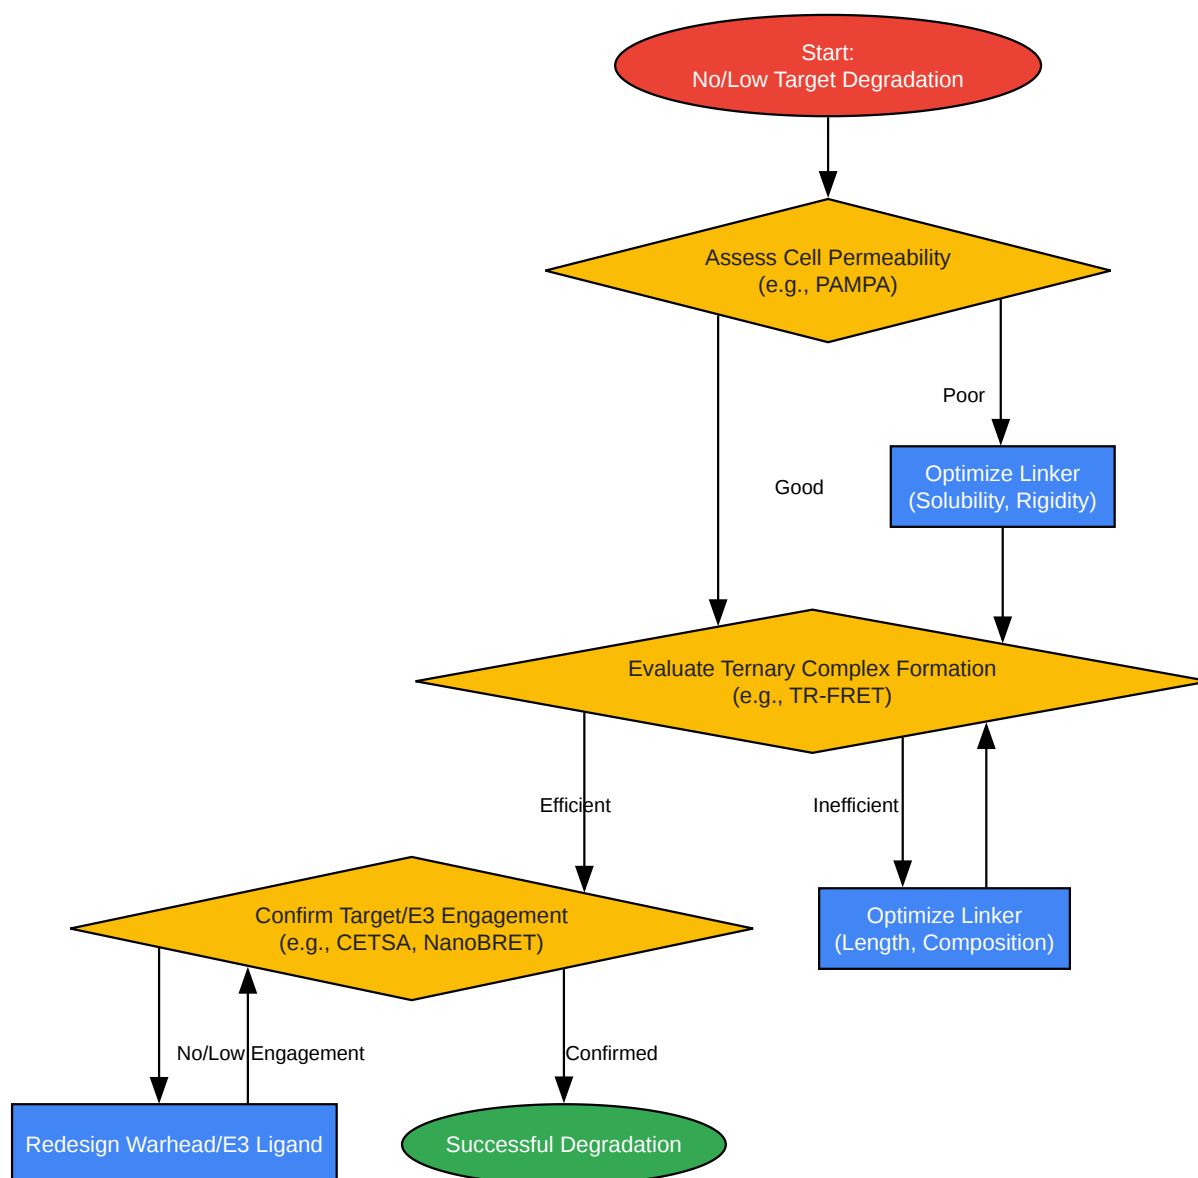 Start:
No/Low Target Degradation
Assess Cell Permeability
(e.g., PAMPA)
Poor
Optimize Linker
(Solubility, Rigidity)
Good
Evaluate Ternary Complex Formation
(e.g., TR-FRET)
Efficient
Inefficient
Optimize Linker
(Length, Composition)
Confirm Target/E3 Engagement
(e.g., CETSA, NanoBRET)
No/Low Engagement
Confirmed
Redesign Warhead/E3 Ligand
Successful Degradation